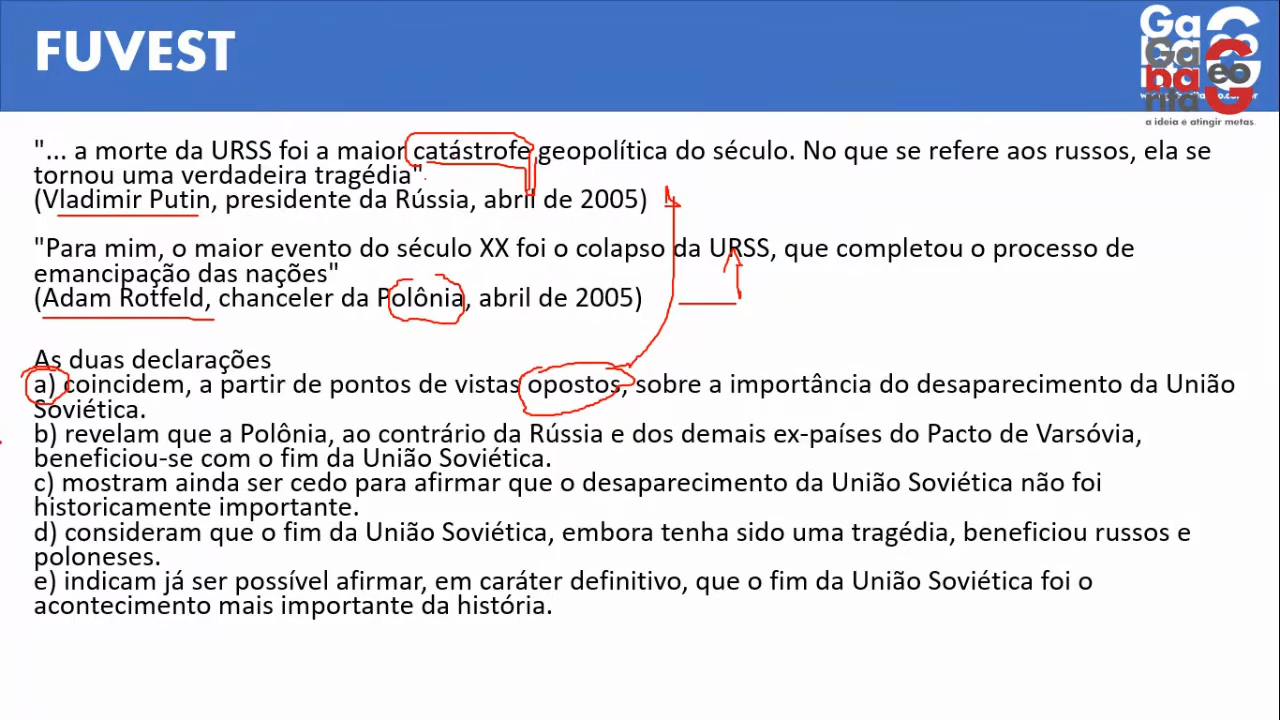 FUVEST
Ga
ba
rita
eo
a ideia e atingir metas.
"... a morte da URSS foi a maior catástrofe geopolítica do século. No que se refere aos russos, ela se
tornou uma verdadeira tragédia"
(Vladimir Putin, presidente da Rússia, abril de 2005)
"Para mim, o maior evento do século XX foi o colapso da URSS, que completou o processo de
emancipação das nações"
(Adam Rotfeld, chanceler da Polônia, abril de 2005)
As duas declarações
a) coincidem, a partir de pontos de vistas opostos, sobre a importância do desaparecimento da União
Soviética.
b) revelam que a Polônia, ao contrário da Rússia e dos demais ex-países do Pacto de Varsóvia,
beneficiou-se com o fim da União Soviética.
c) mostram ainda ser cedo para afirmar que o desaparecimento da União Soviética não foi
historicamente importante.
d) consideram que o fim da União Soviética, embora tenha sido uma tragédia, beneficiou russos e
poloneses.
e) indicam já ser possível afirmar, em caráter definitivo, que o fim da União Soviética foi o
acontecimento mais importante da história.